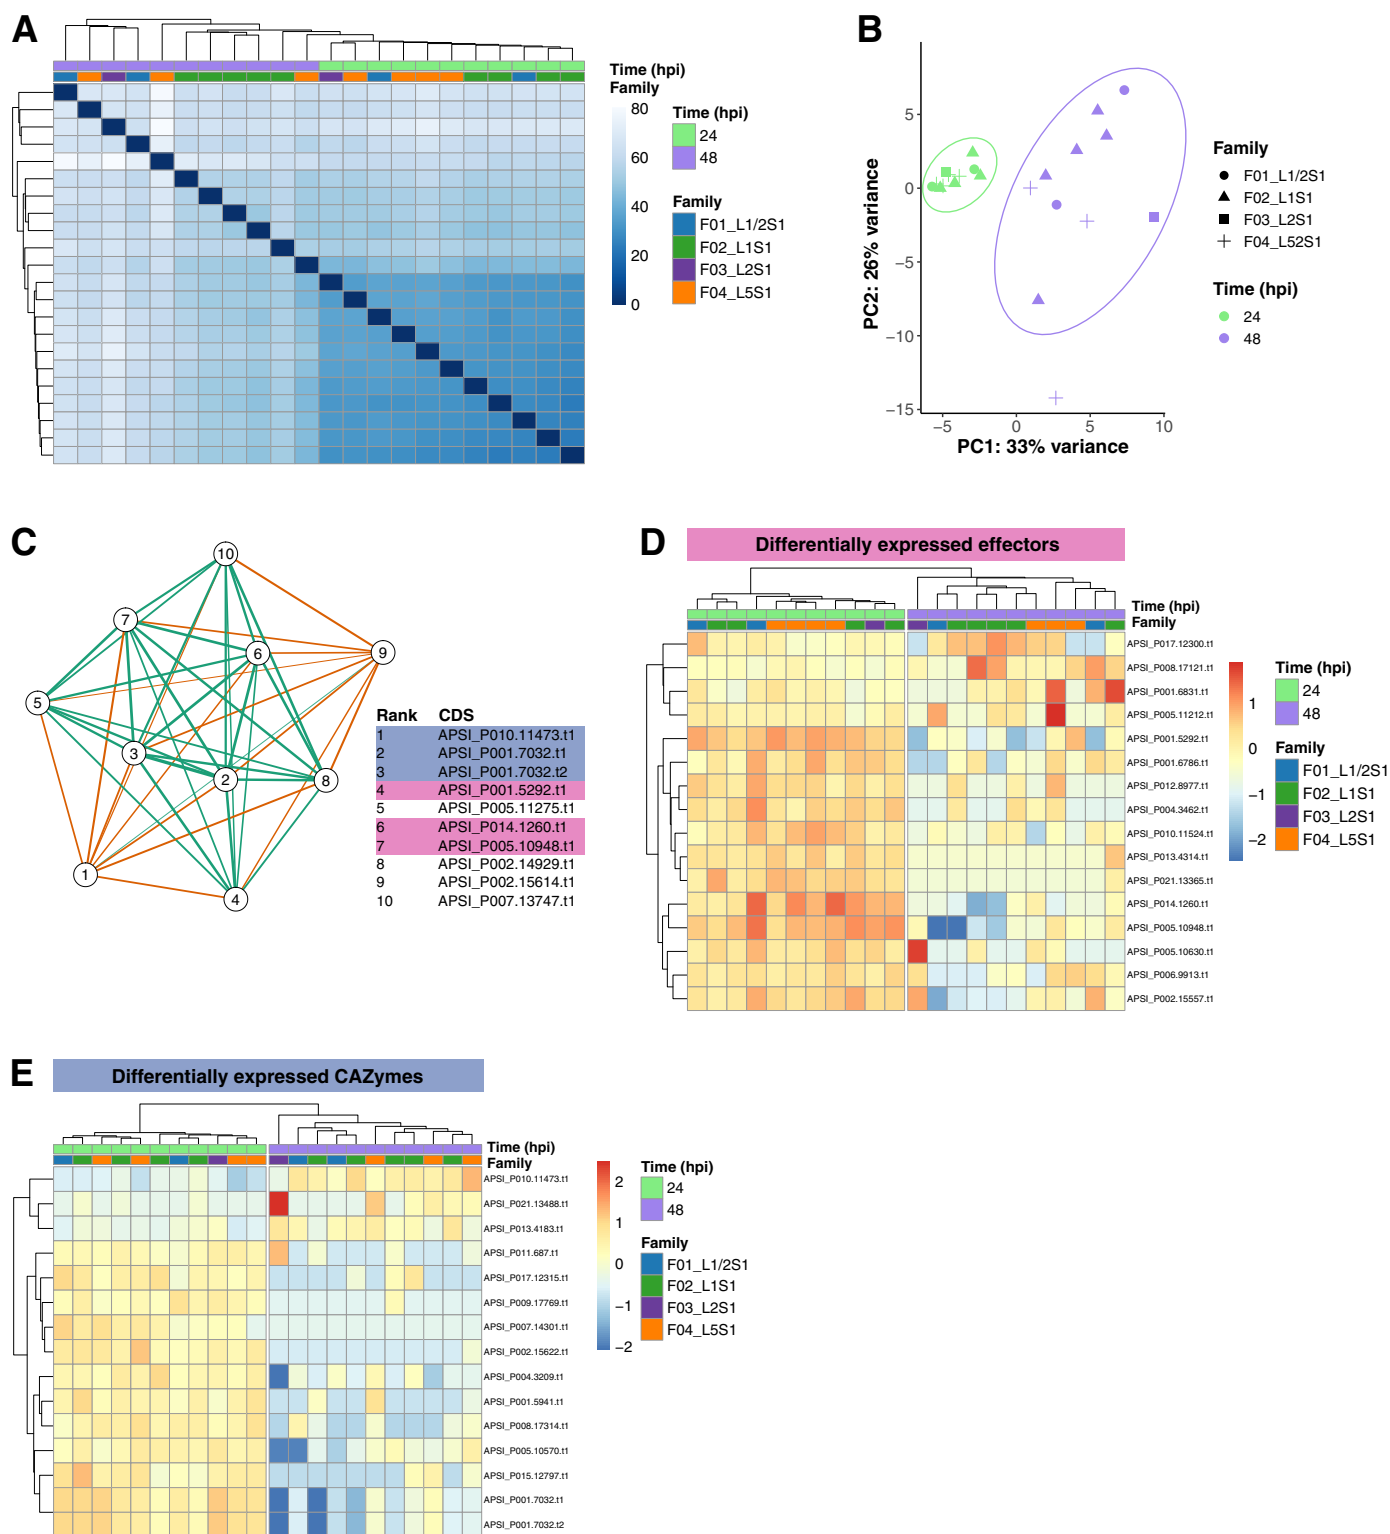 A
Time (hpi)
Family
80
60
40
20
0
Time (hpi)
24
48
Family
F01_L1/2S1
F02_L1S1
F03_L2S1
F04_L5S1
B
5
0
−5
−10
−15
−5
0
5
10
PC2: 26% variance
PC1: 33% variance
Family
F01_L1/2S1
F02_L1S1
F03_L2S1
F04_L52S1
Time (hpi)
24
48
C
10
7
6
9
5
3
2
8
1
4
Rank CDS
1 APSI_P010.11473.t1
2 APSI_P001.7032.t1
3 APSI_P001.7032.t2
4 APSI_P001.5292.t1
5 APSI_P005.11275.t1
6 APSI_P014.1260.t1
7 APSI_P005.10948.t1
8 APSI_P002.14929.t1
9 APSI_P002.15614.t1
10 APSI_P007.13747.t1
D
Differentially expressed effectors
Time (hpi)
Family
APSI_P017.12300.t1
APSI_P008.17121.t1
APSI_P001.6831.t1
APSI_P005.11212.t1
APSI_P001.5292.t1
APSI_P001.6786.t1
APSI_P012.8977.t1
APSI_P004.3462.t1
APSI_P010.11524.t1
APSI_P013.4314.t1
APSI_P021.13365.t1
APSI_P014.1260.t1
APSI_P005.10948.t1
APSI_P005.10630.t1
APSI_P006.9913.t1
APSI_P002.15557.t1
1
0
−1
−2
Time (hpi)
24
48
Family
F01_L1/2S1
F02_L1S1
F03_L2S1
F04_L5S1
E
Differentially expressed CAZymes
Time (hpi)
Family
APSI_P010.11473.t1
APSI_P021.13488.t1
APSI_P013.4183.t1
APSI_P011.687.t1
APSI_P017.12315.t1
APSI_P009.17769.t1
APSI_P007.14301.t1
APSI_P002.15622.t1
APSI_P004.3209.t1
APSI_P001.5941.t1
APSI_P008.17314.t1
APSI_P005.10570.t1
APSI_P015.12797.t1
APSI_P001.7032.t1
APSI_P001.7032.t2
2
1
0
−1
−2
Time (hpi)
24
48
Family
F01_L1/2S1
F02_L1S1
F03_L2S1
F04_L5S1